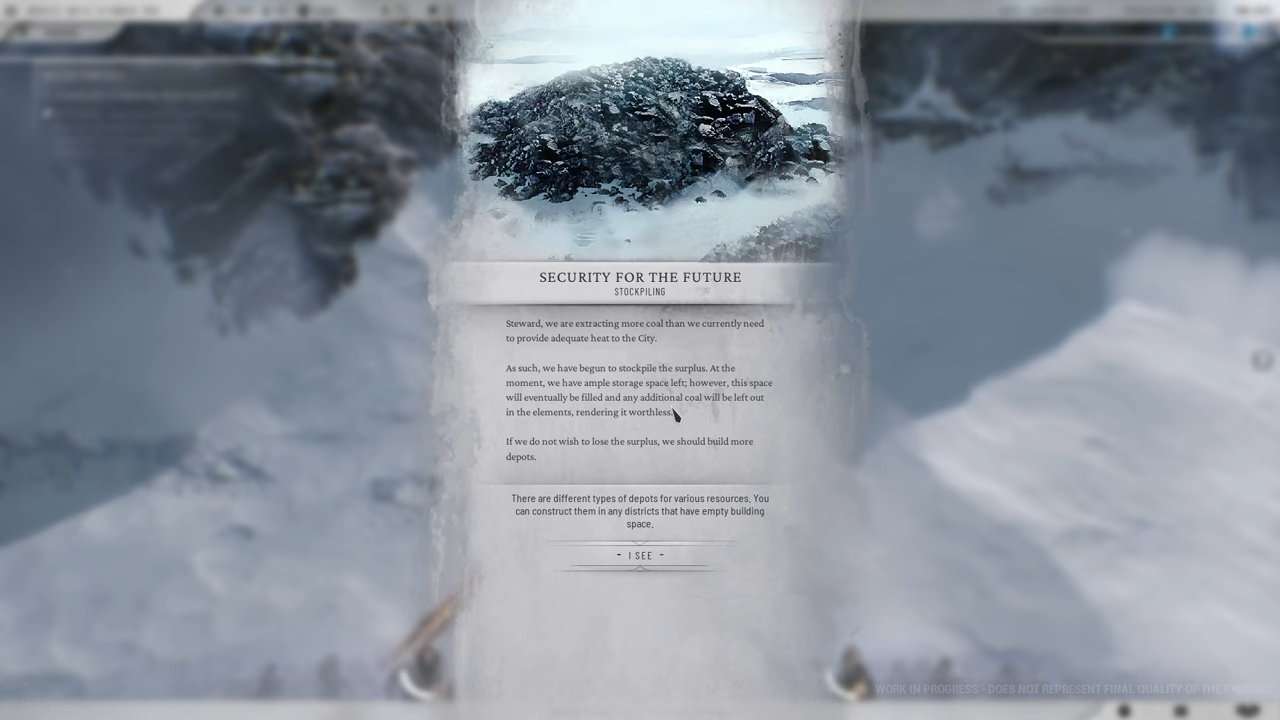 SECURITY FOR THE FUTURE
STOCKPILING
Steward, we are extracting more coal than we currently need
to provide adequate heat to the City.
As such, we have begun to stockpile the surplus. At the
moment, we have ample storage space left; however, this space
will eventually be filled and any additional coal will be left out
in the elements, rendering it worthless.
If we do not wish to lose the surplus, we should build more
depots.
There are different types of depots for various resources. You
can construct them in any districts that have empty building
space.
- I SEE -
WORK IN PROGRESS - DOES NOT REPRESENT FINAL QUALITY OF THE